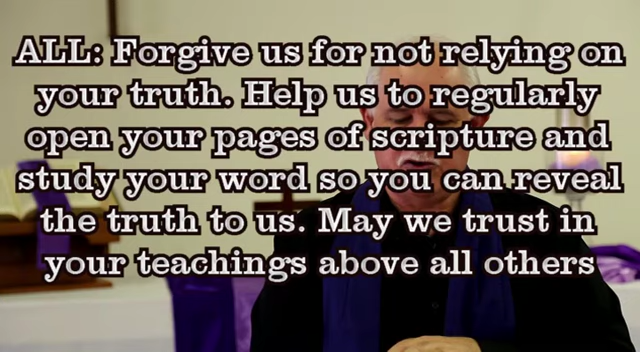 ALL: Forgive us for not relying on
your truth. Help us to regularly
open your pages of scripture and
study your word so you can reveal
the truth to us. May we trust in
your teachings above all others